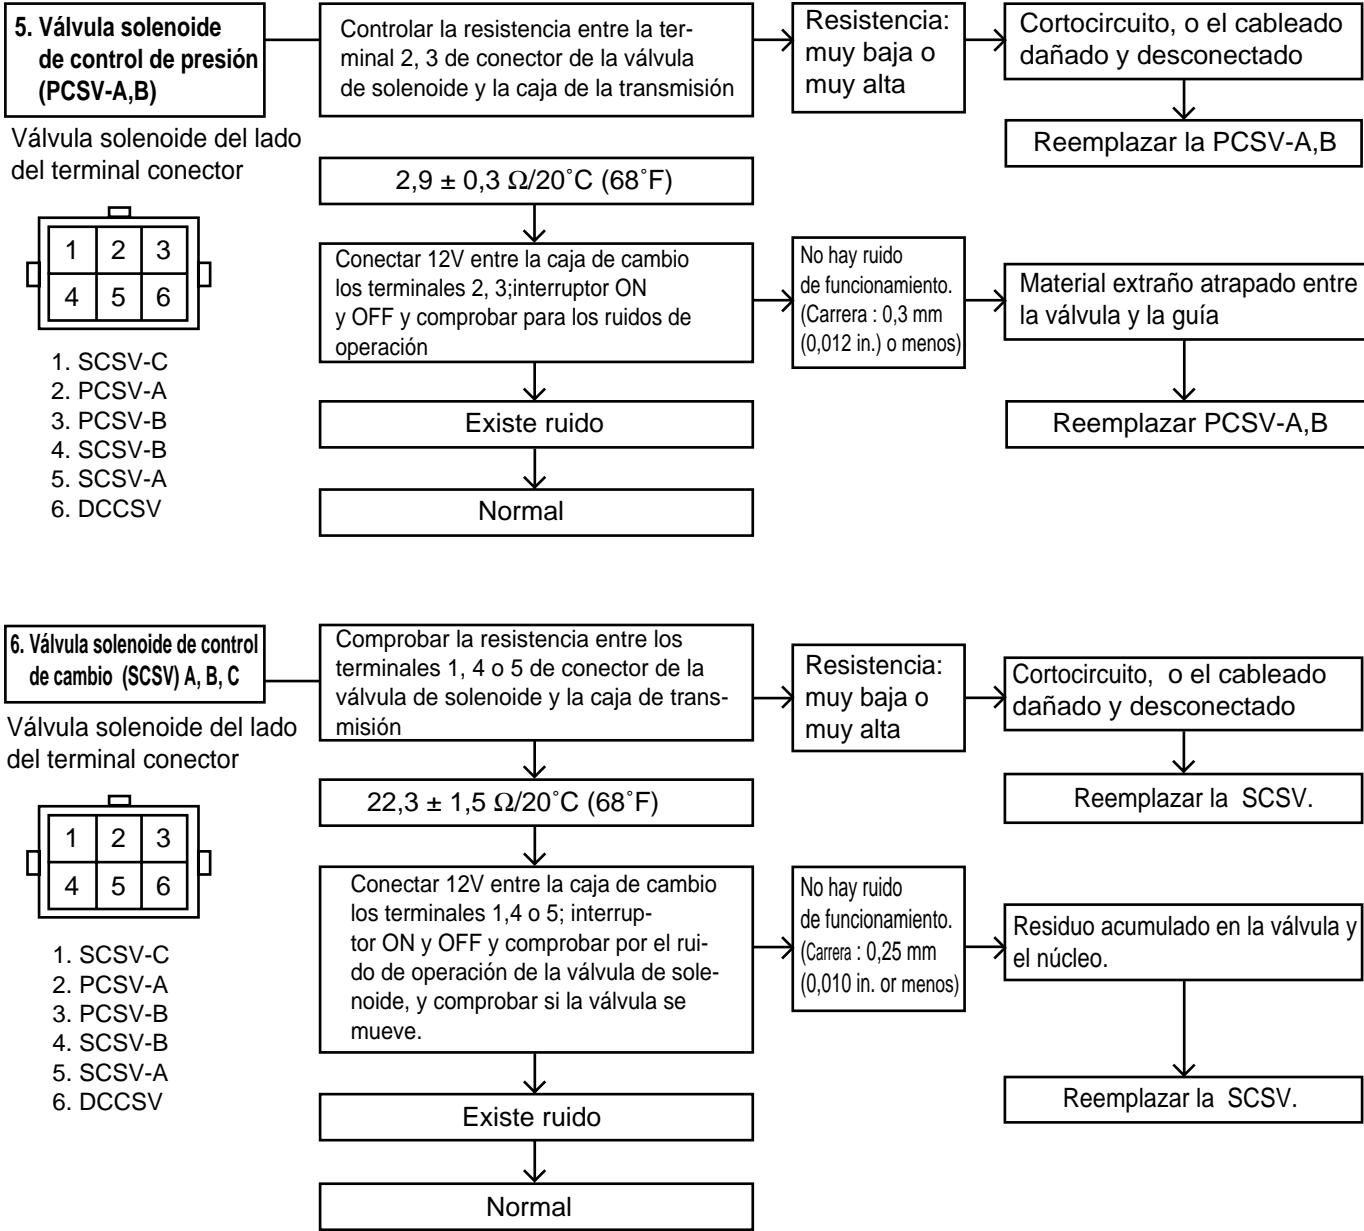 5. Válvula solenoide
de control de presión
(PCSV-A,B)
Controlar la resistencia entre la ter-
minal 2, 3 de conector de la válvula
de solenoide y la caja de la transmisión
Resistencia:
muy baja o
muy alta
Cortocircuito, o el cableado
dañado y desconectado
Reemplazar la PCSV-A,B
Válvula solenoide del lado
del terminal conector
1 2 3
4 5 6
1. SCSV-C
2. PCSV-A
3. PCSV-B
4. SCSV-B
5. SCSV-A
6. DCCSV
2,9 ± 0,3 Ω/20˚C (68˚F)
Conectar 12V entre la caja de cambio
los terminales 2, 3;interruptor ON
y OFF y comprobar para los ruidos de
operación
No hay ruido
de funcionamiento.
(Carrera : 0,3 mm
(0,012 in.) o menos)
Material extraño atrapado entre
la válvula y la guía
Reemplazar PCSV-A,B
Existe ruido
Normal
6. Válvula solenoide de control
de cambio (SCSV) A, B, C
Comprobar la resistencia entre los
terminales 1, 4 o 5 de conector de la
válvula de solenoide y la caja de trans-
misión
Resistencia:
muy baja o
muy alta
Cortocircuito, o el cableado
dañado y desconectado
Reemplazar la SCSV.
Válvula solenoide del lado
del terminal conector
1 2 3
4 5 6
1. SCSV-C
2. PCSV-A
3. PCSV-B
4. SCSV-B
5. SCSV-A
6. DCCSV
22,3 ± 1,5 Ω/20˚C (68˚F)
Conectar 12V entre la caja de cambio
los terminales 1,4 o 5; interrup-
tor ON y OFF y comprobar por el rui-
do de operación de la válvula de sole-
noide, y comprobar si la válvula se
mueve.
No hay ruido
de funcionamiento.
(Carrera : 0,25 mm
(0,010 in. or menos)
Residuo acumulado en la válvula y
el núcleo.
Reemplazar la SCSV.
Existe ruido
Normal